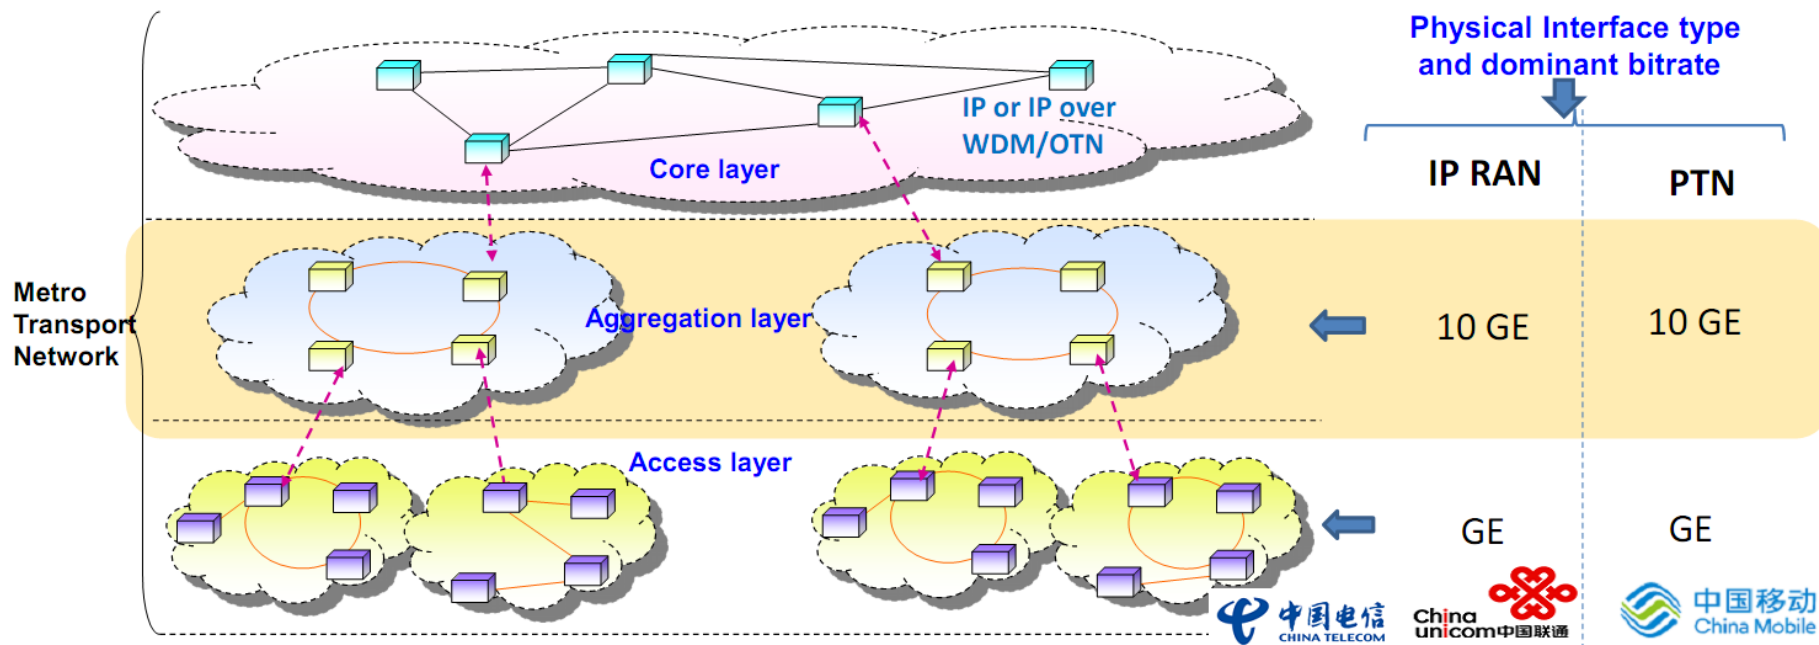 Physical Interface type
and dominant bitrate
IP or IP over
WDM/OTN
Core layer
IP RAN
PTN
Metro
Transport
Network
Aggregation layer
10 GE
10 GE
Access layer
GE
GE
中国电信
CHINA TELECOM
China
unicom中国联通
中国移动
China Mobile